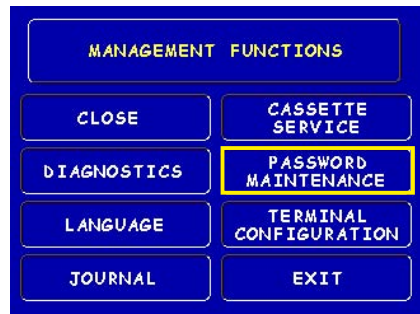 MANAGEMENT FUNCTIONS
CLOSE
CASSETTE
SERVICE
DIAGNOSTICS
PASSWORD
MAINTENANCE
LANGUAGE
TERMINAL
CONFIGURATION
JOURNAL
EXIT